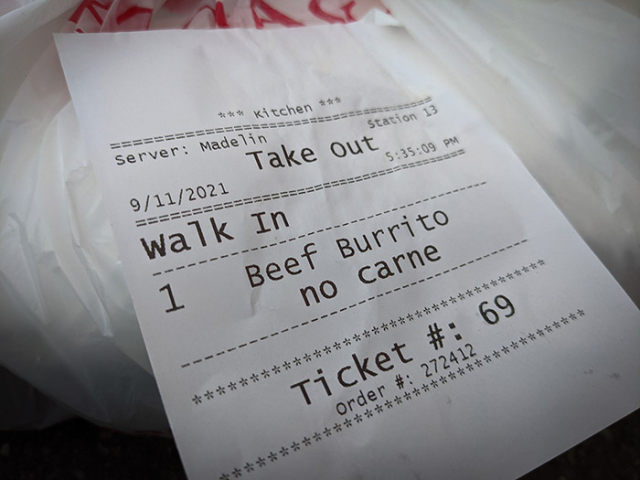 *** Kitchen ***
==============================
Server: Madelin Station 13
Take Out
9/11/2021 5:35:09 PM
==============================
Walk In
------------------------------
1 Beef Burrito
no carne
------------------------------
******************************
Ticket #: 69
order #: 272412
******************************